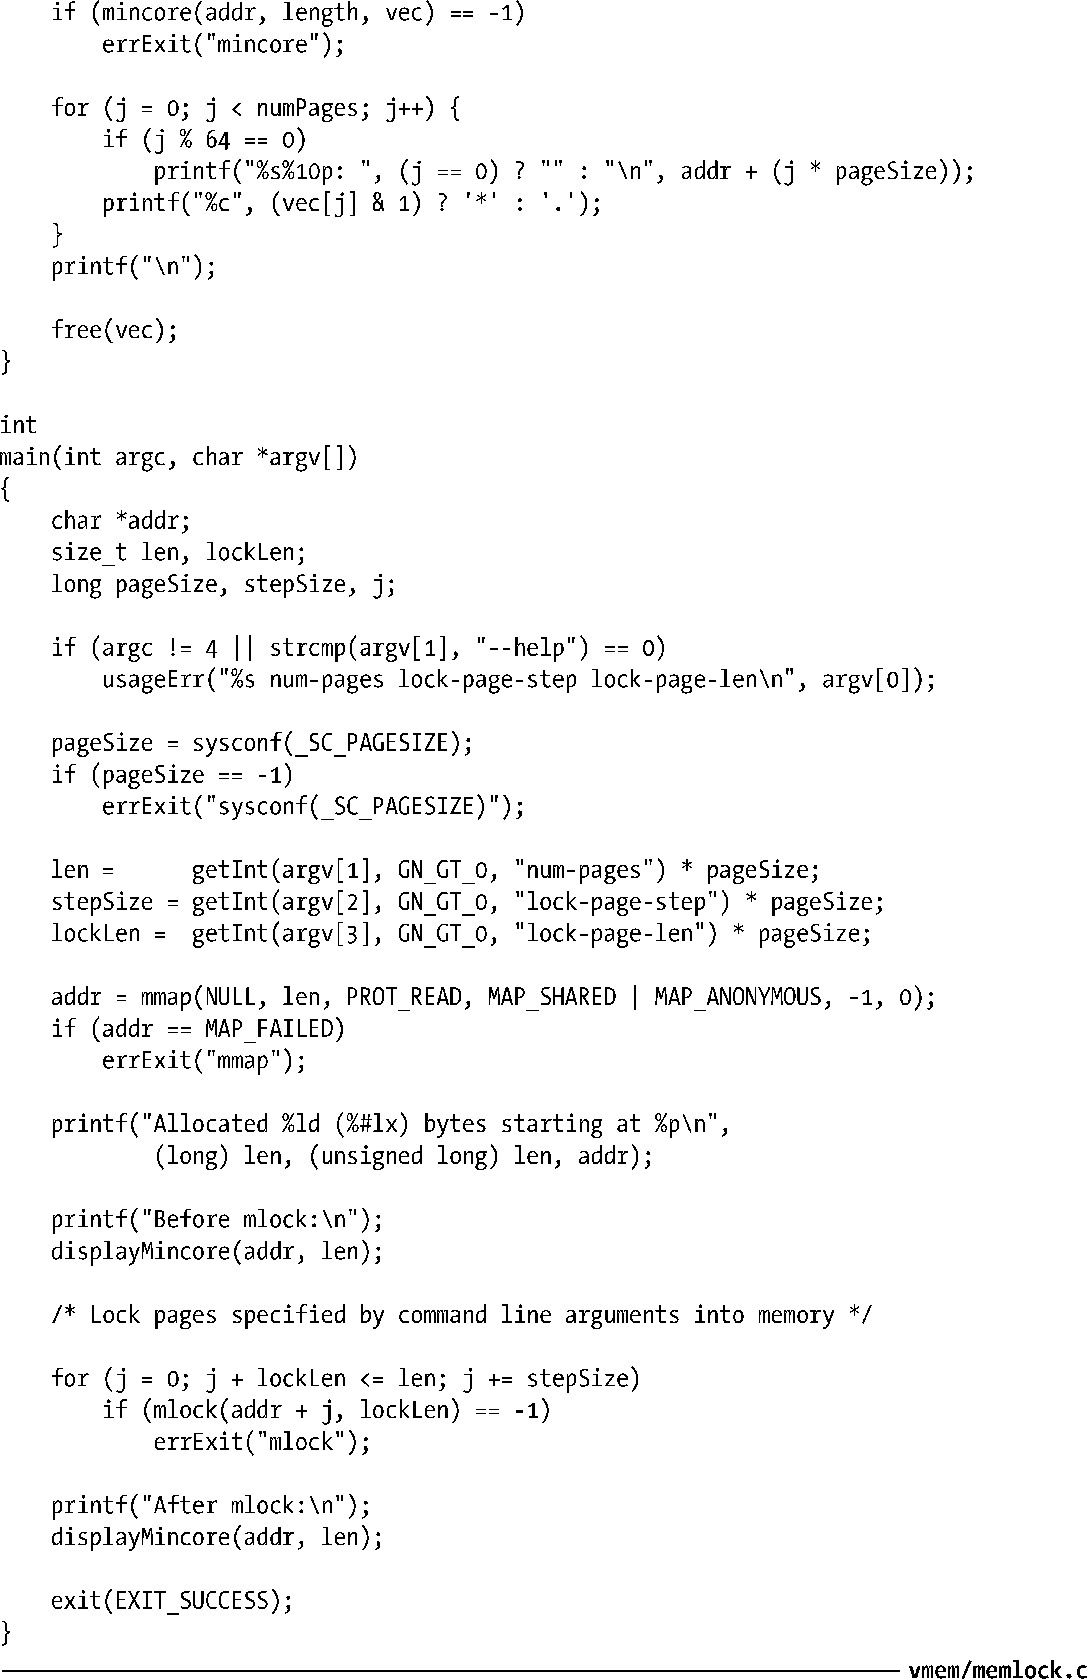 if (mincore(addr, length, vec) == -1)
        errExit("mincore");

    for (j = 0; j < numPages; j++) {
        if (j % 64 == 0)
            printf("%s%10p: ", (j == 0) ? "" : "\n", addr + (j * pageSize));
        printf("%c", (vec[j] & 1) ? '*' : '.');
    }
    printf("\n");

    free(vec);
}

int
main(int argc, char *argv[])
{
    char *addr;
    size_t len, lockLen;
    long pageSize, stepSize, j;

    if (argc != 4 || strcmp(argv[1], "--help") == 0)
        usageErr("%s num-pages lock-page-step lock-page-len\n", argv[0]);

    pageSize = sysconf(_SC_PAGESIZE);
    if (pageSize == -1)
        errExit("sysconf(_SC_PAGESIZE)");

    len =      getInt(argv[1], GN_GT_0, "num-pages") * pageSize;
    stepSize = getInt(argv[2], GN_GT_0, "lock-page-step") * pageSize;
    lockLen =  getInt(argv[3], GN_GT_0, "lock-page-len") * pageSize;

    addr = mmap(NULL, len, PROT_READ, MAP_SHARED | MAP_ANONYMOUS, -1, 0);
    if (addr == MAP_FAILED)
        errExit("mmap");

    printf("Allocated %ld (%#lx) bytes starting at %p\n",
            (long) len, (unsigned long) len, addr);

    printf("Before mlock:\n");
    displayMincore(addr, len);

    /* Lock pages specified by command line arguments into memory */

    for (j = 0; j + lockLen <= len; j += stepSize)
        if (mlock(addr + j, lockLen) == -1)
            errExit("mlock");

    printf("After mlock:\n");
    displayMincore(addr, len);

    exit(EXIT_SUCCESS);
}
vmem/memlock.c